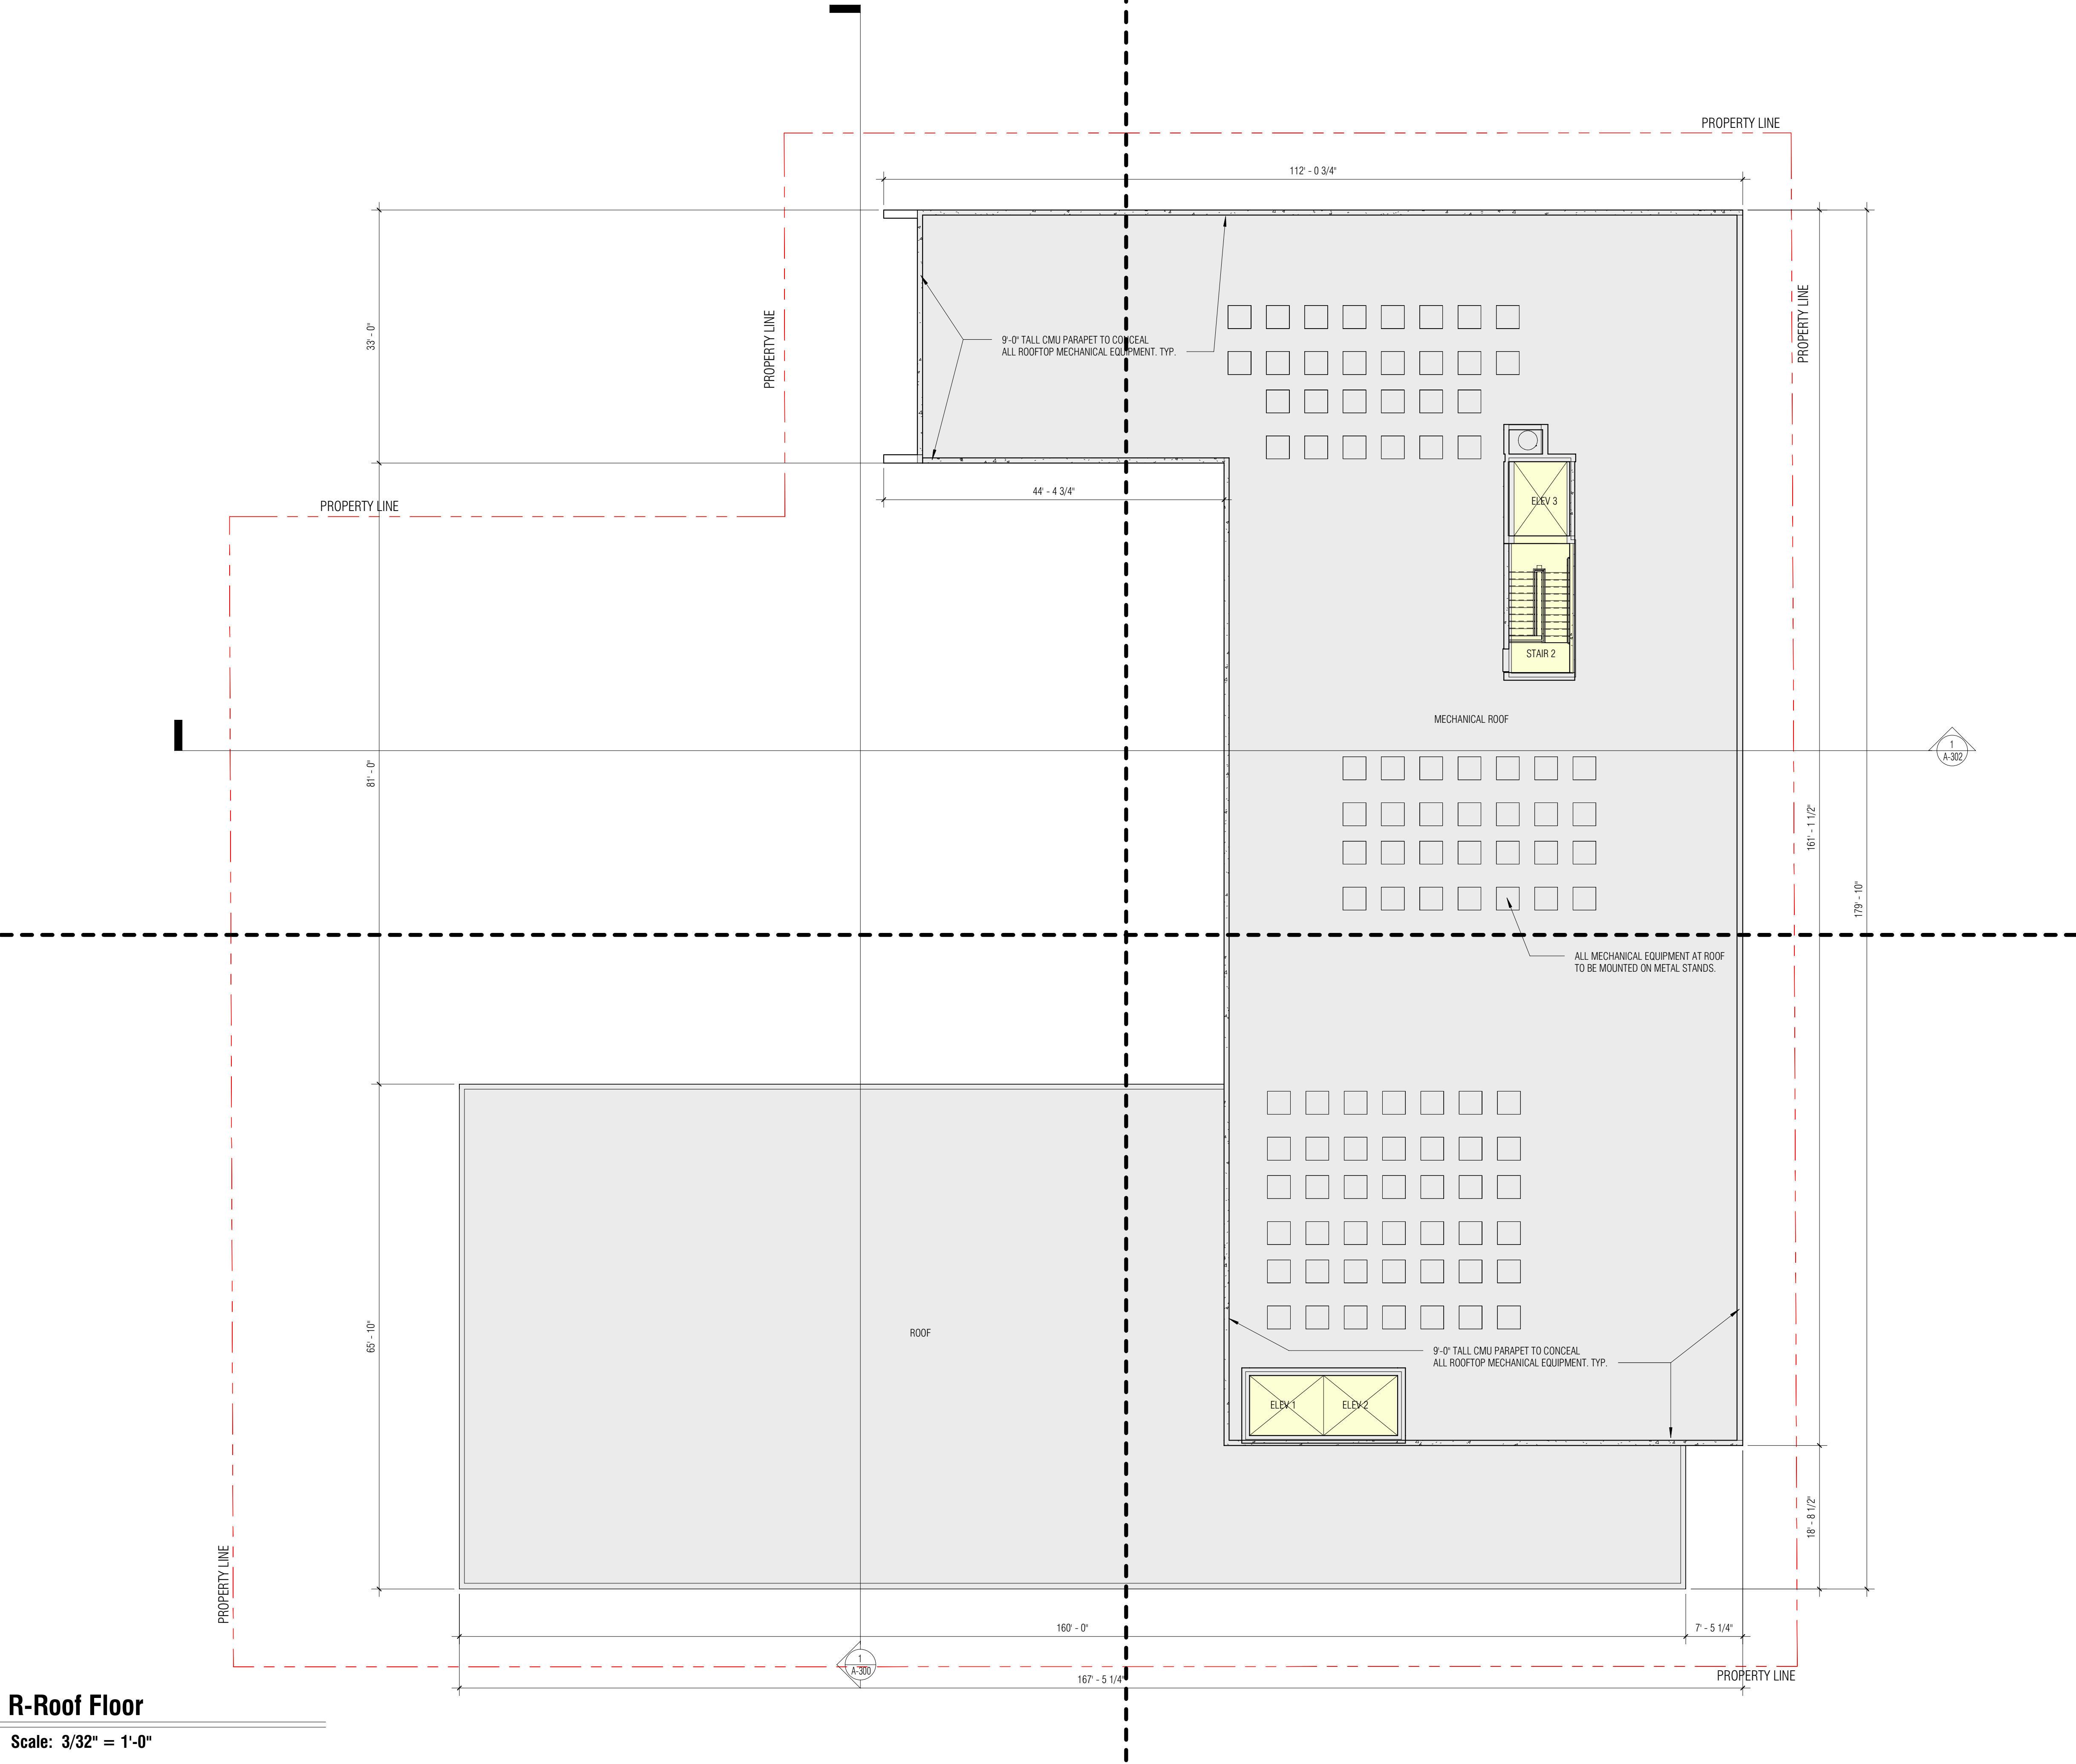 PROPERTY LINE
112' - 0 3/4"
PROPERTY LINE
PROPERTY LINE
33' - 0"
9'-0" TALL CMU PARAPET TO CONCEAL
ALL ROOFTOP MECHANICAL EQUIPMENT. TYP.
44' - 4 3/4"
ELEV 3
PROPERTY LINE
STAIR 2
MECHANICAL ROOF
1
A-302
81' - 0"
161' - 1 1/2"
179' - 10"
ALL MECHANICAL EQUIPMENT AT ROOF
TO BE MOUNTED ON METAL STANDS.
65' - 10"
ROOF
9'-0" TALL CMU PARAPET TO CONCEAL
ALL ROOFTOP MECHANICAL EQUIPMENT. TYP.
ELEV 1
ELEV 2
18' - 8 1/2"
PROPERTY LINE
160' - 0"
7' - 5 1/4"
1
A-300
167' - 5 1/4"
PROPERTY LINE
R-Roof Floor
Scale: 3/32" = 1'-0"